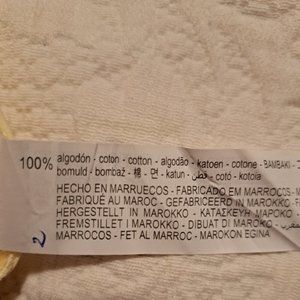 100% algodón - coton - cotton - algodão - katoen - cotone - ΒΑΜΒΑΚΙ -
bomuld - bombaž - 棉 - 면 - katun - قطن - cotó - kotoia
HECHO EN MARRUECOS - FABRICADO EM MARROCOS -
FABRIQUÉ AU MAROC - GEFABRICEERD IN MAROKKO -
HERGESTELLT IN MAROKKO - ΚΑΤΑΣΚΕΥΗ ΜΑΡΟΚΟ -
FREMSTILLET I MAROKKO - DIBUAT DI MAROKO -
MARROCOS - FET AL MARROC - MAROKON EGINA
2